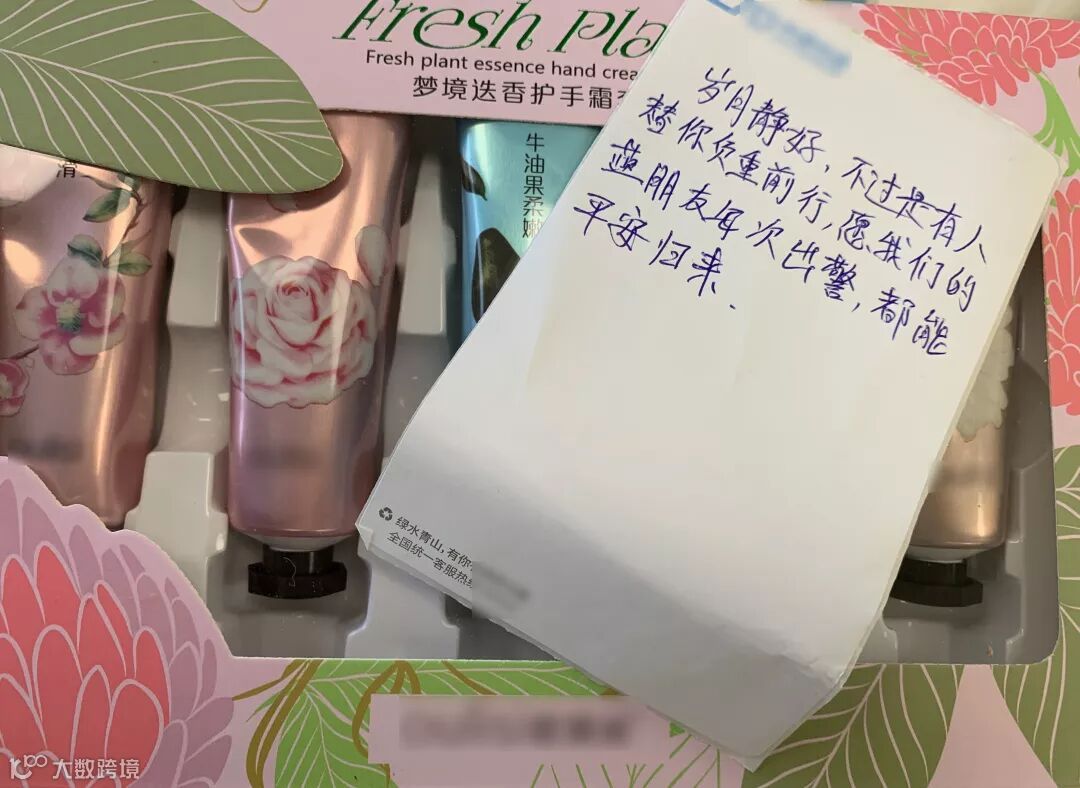 Fresh Pla
Fresh plant essence hand crea
梦境迭香护手霜
滑
牛油果柔嫩
岁月静好，不过是有人
替你负重前行，愿我们的
蓝朋友每次出警，都能
平安归来.
绿水青山，有你
全国统一客服热线
大数跨境